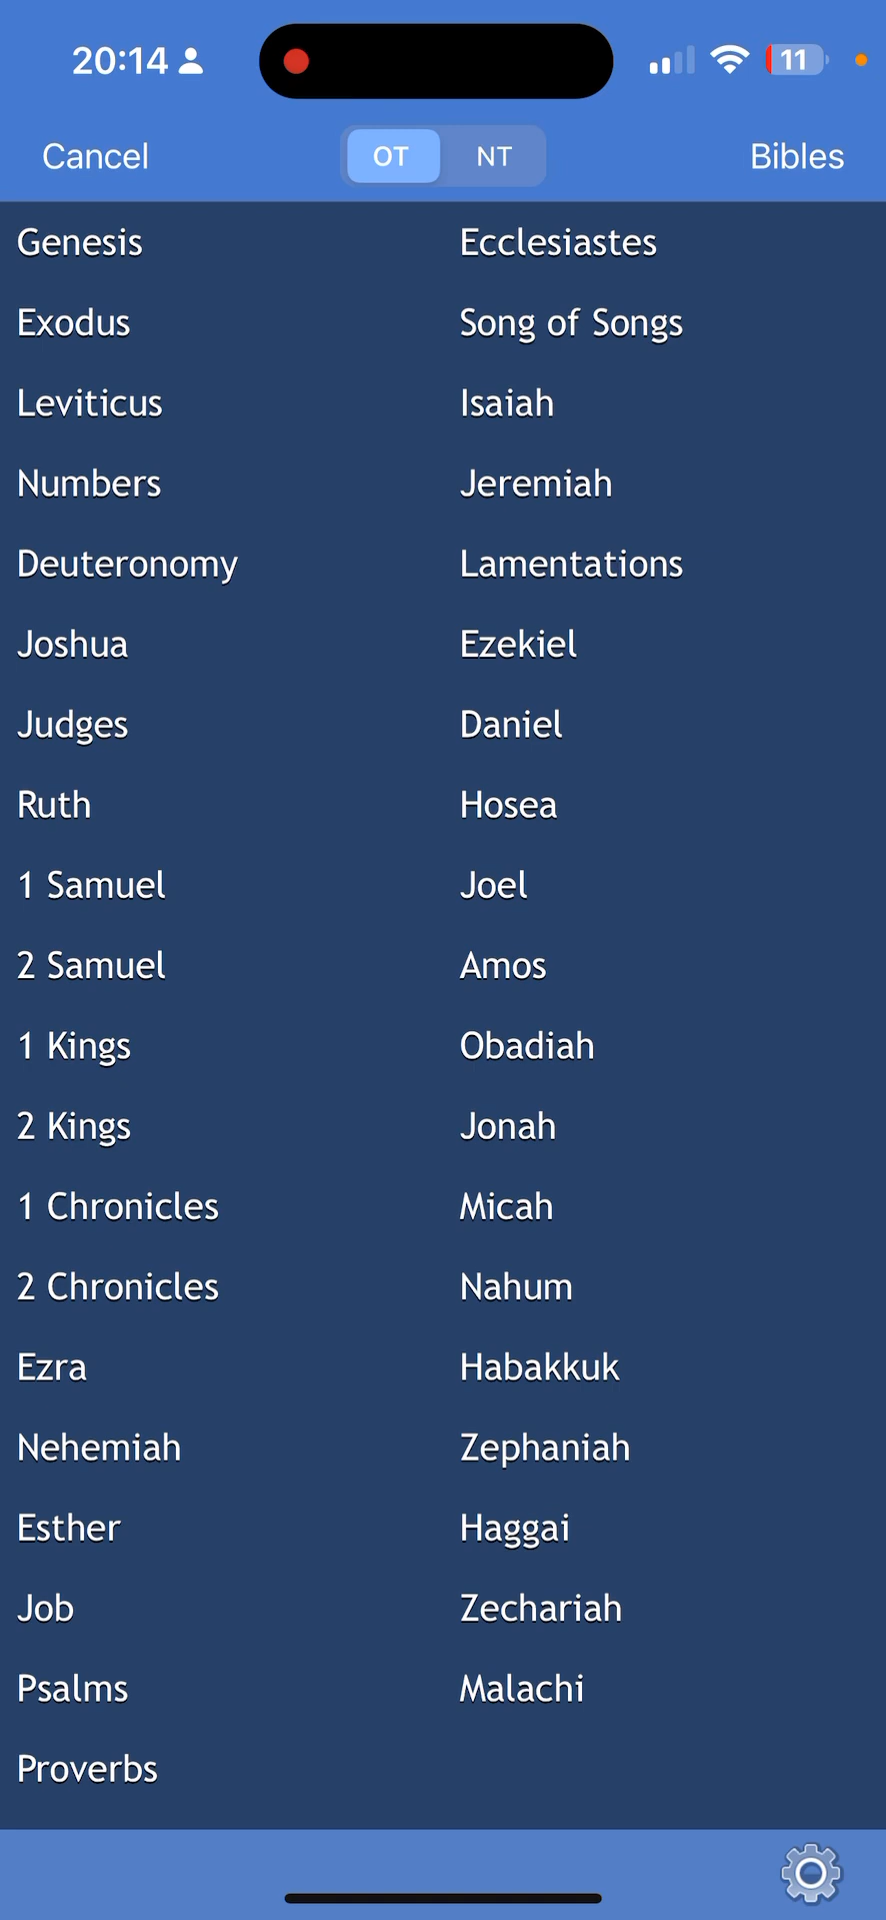 20:14
11
Cancel
OT
NT
Bibles
Genesis
Exodus
Leviticus
Numbers
Deuteronomy
Joshua
Judges
Ruth
1 Samuel
2 Samuel
1 Kings
2 Kings
1 Chronicles
2 Chronicles
Ezra
Nehemiah
Esther
Job
Psalms
Proverbs
Ecclesiastes
Song of Songs
Isaiah
Jeremiah
Lamentations
Ezekiel
Daniel
Hosea
Joel
Amos
Obadiah
Jonah
Micah
Nahum
Habakkuk
Zephaniah
Haggai
Zechariah
Malachi